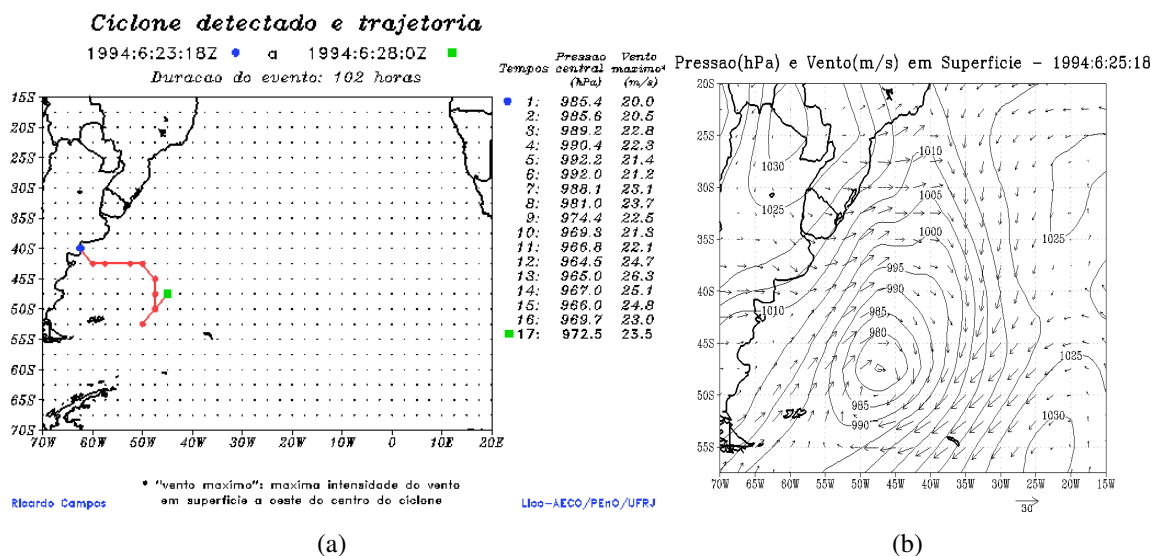 Ciclone detectado e trajetoria
1994:6:23:18Z a 1994:6:28:0Z
Duracao do evento: 102 horas
Tempos Pressao central (hPa) Vento maximo* (m/s)
1: 985.4 20.0
2: 985.6 20.5
3: 989.2 22.8
4: 990.4 22.3
5: 992.2 21.4
6: 992.0 21.2
7: 988.1 23.1
8: 981.0 23.7
9: 974.4 22.5
10: 969.3 21.3
11: 966.8 22.1
12: 964.5 24.7
13: 965.0 26.3
14: 967.0 25.1
15: 966.0 24.8
16: 969.7 23.0
17: 972.5 23.5
15S
20S
25S
30S
35S
40S
45S
50S
55S
60S
65S
70S
70W 60W 50W 40W 30W 20W 10W 0 10E 20E
* "vento maximo": maxima intensidade do vento
em superficie a oeste do centro do ciclone
Ricardo Campos
Lioc-AECO/PEnO/UFRJ
(a)
Pressao(hPa) e Vento(m/s) em Superficie - 1994:6:25:18
20S
25S
30S
35S
40S
45S
50S
55S
1030
1025
1010
1005
1000
995
990
980
985
990
1010
1025
1025
1030
70W 65W 60W 55W 50W 45W 40W 35W 30W 25W 20W 15W
30
(b)